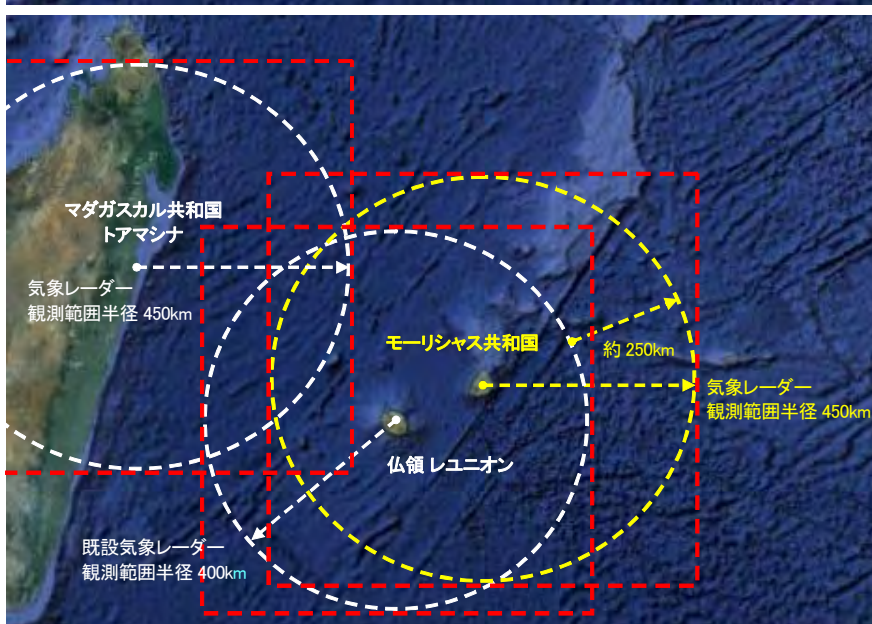 マダガスカル共和国
トアマシナ
気象レーダー
観測範囲半径 450km
モーリシャス共和国
約 250km
気象レーダー
観測範囲半径 450km
仏領 レユニオン
既設気象レーダー
観測範囲半径 400km